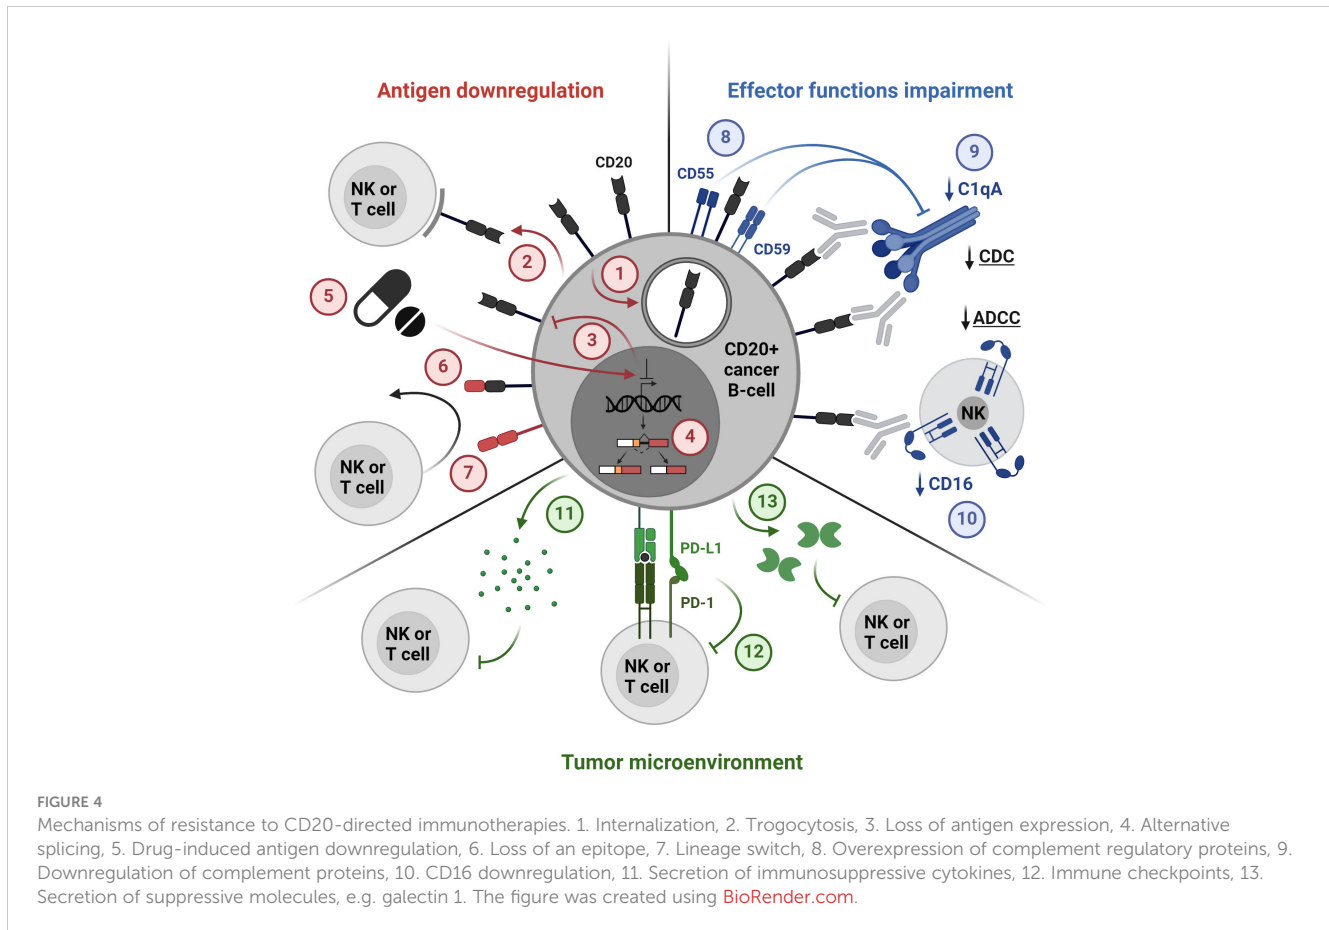 Antigen downregulation
Effector functions impairment
8
9
CD20
CD55
C1qA
NK or
T cell
CD59
2
1
CDC
5
3
ADCC
CD20+
cancer
B-cell
6
NK
4
7
NK or
T cell
CD16
13
11
10
PD-L1
PD-1
NK or
T cell
NK or
T cell
12
NK or
T cell
Tumor microenvironment
FIGURE 4
Mechanisms of resistance to CD20-directed immunotherapies. 1. Internalization, 2. Trogocytosis, 3. Loss of antigen expression, 4. Alternative
splicing, 5. Drug-induced antigen downregulation, 6. Loss of an epitope, 7. Lineage switch, 8. Overexpression of complement regulatory proteins, 9.
Downregulation of complement proteins, 10. CD16 downregulation, 11. Secretion of immunosuppressive cytokines, 12. Immune checkpoints, 13.
Secretion of suppressive molecules, e.g. galectin 1. The figure was created using BioRender.com.